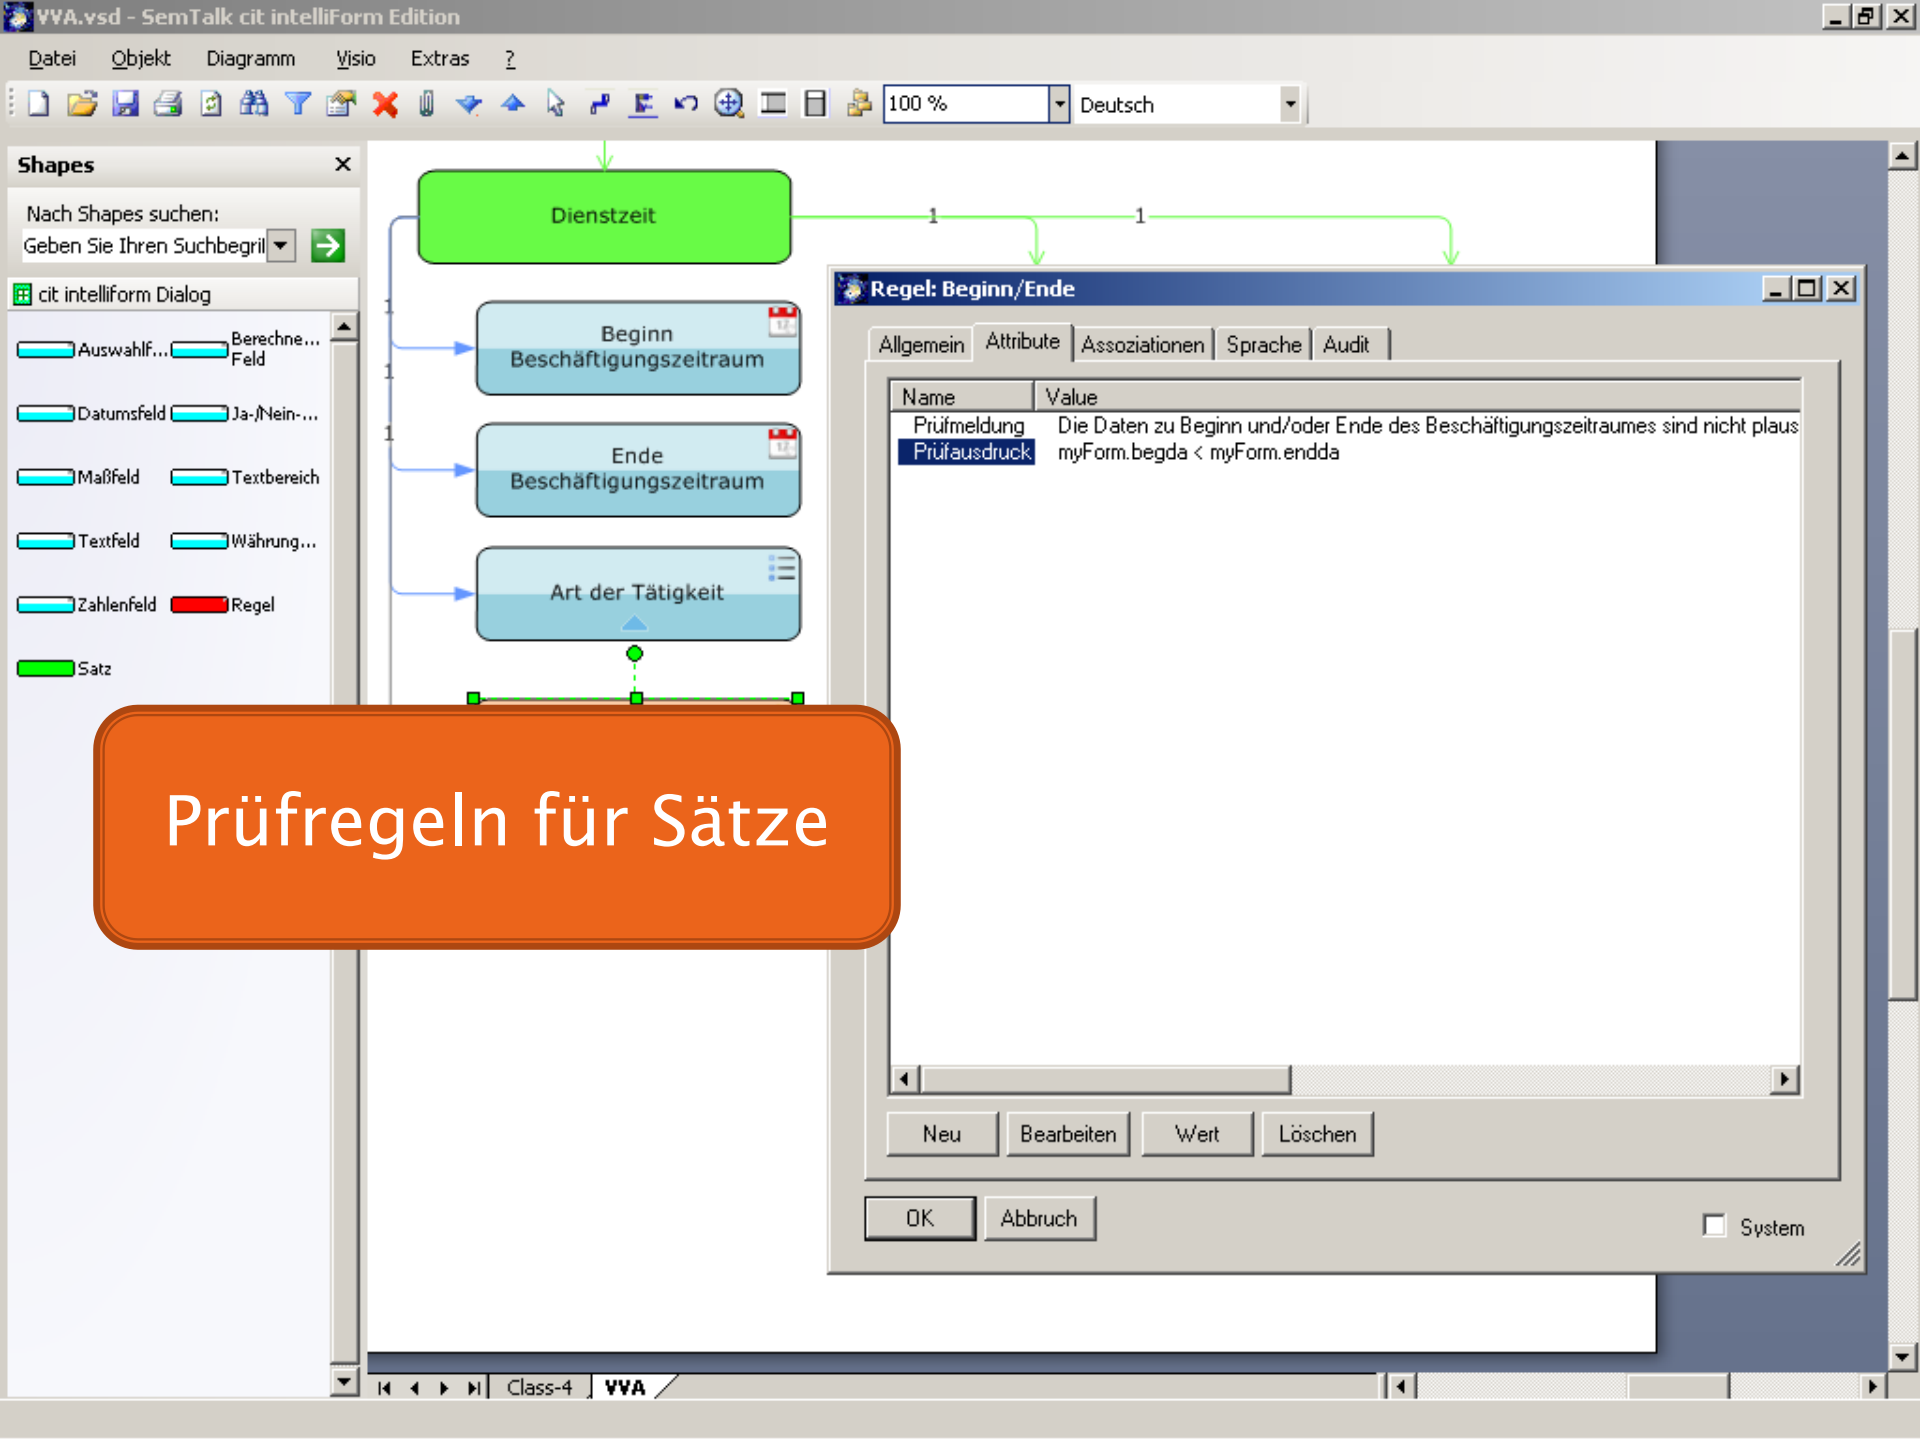 VVA.vsd - SemTalk cit intelliForm Edition
Datei Objekt Diagramm Visio Extras ?
100 % Deutsch
Shapes
Nach Shapes suchen:
Geben Sie Ihren Suchbegrif
cit intelliform Dialog
Auswahlf... Berechne... Feld
Datumsfeld Ja-/Nein-...
Maßfeld Textbereich
Textfeld Währung...
Zahlenfeld Regel
Satz
Dienstzeit
1 1
1
Beginn
Beschäftigungszeitraum
1
1
Ende
Beschäftigungszeitraum
Art der Tätigkeit
Prüfregeln für Sätze
Regel: Beginn/Ende
Allgemein Attribute Assoziationen Sprache Audit
Name Value
Prüfmeldung Die Daten zu Beginn und/oder Ende des Beschäftigungszeitraumes sind nicht plaus
Prüfausdruck myForm.begda < myForm.endda
Neu Bearbeiten Wert Löschen
OK Abbruch
System
Class-4 VVA